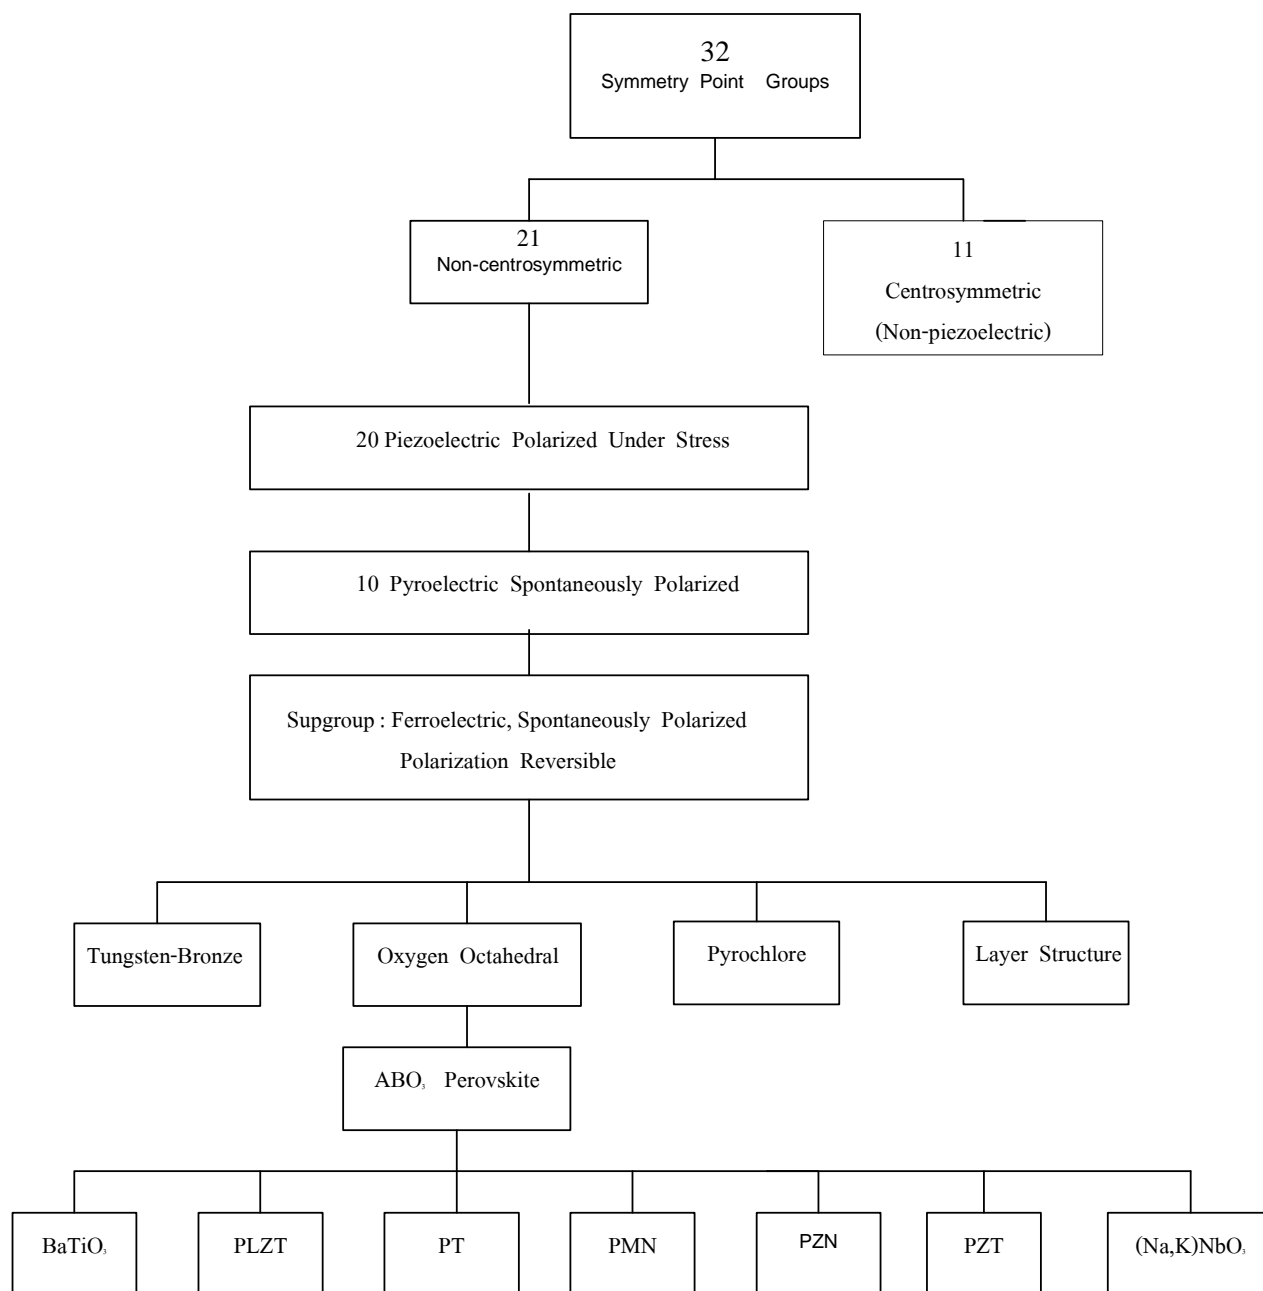 32
Symmetry Point Groups
21
Non-centrosymmetric
11
Centrosymmetric
(Non-piezoelectric)
20 Piezoelectric Polarized Under Stress
10 Pyroelectric Spontaneously Polarized
Supgroup : Ferroelectric, Spontaneously Polarized
Polarization Reversible
Tungsten-Bronze
Oxygen Octahedral
Pyrochlore
Layer Structure
ABO₃ Perovskite
BaTiO₃
PLZT
PT
PMN
PZN
PZT
(Na,K)NbO₃